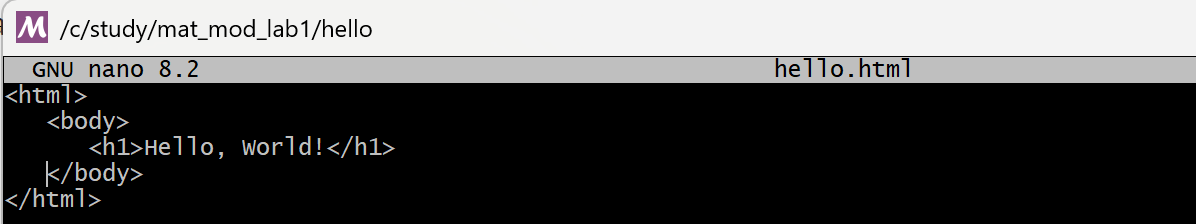 /c/study/mat_mod_lab1/hello
GNU nano 8.2 hello.html
<html>
   <body>
      <h1>Hello, World!</h1>
   </body>
</html>